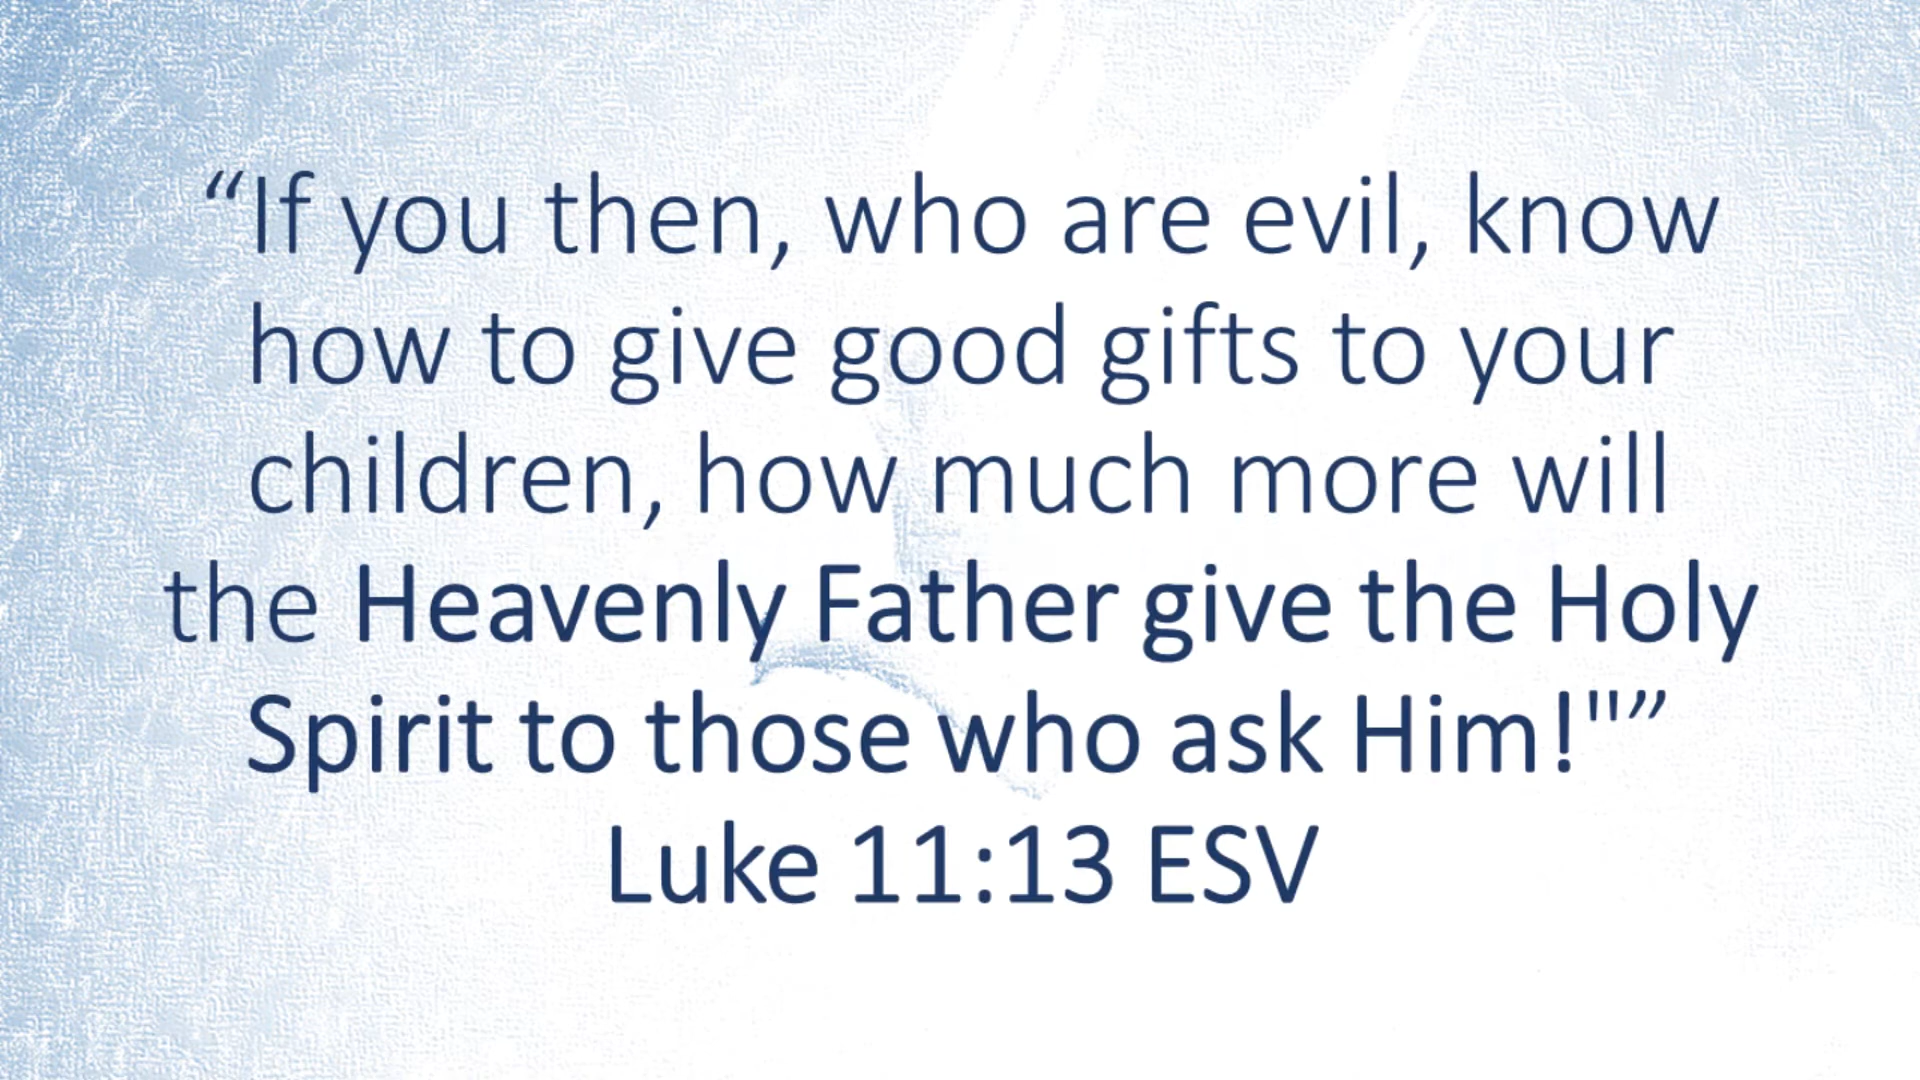 “If you then, who are evil, know
how to give good gifts to your
children, how much more will
the Heavenly Father give the Holy
Spirit to those who ask Him!"”
Luke 11:13 ESV